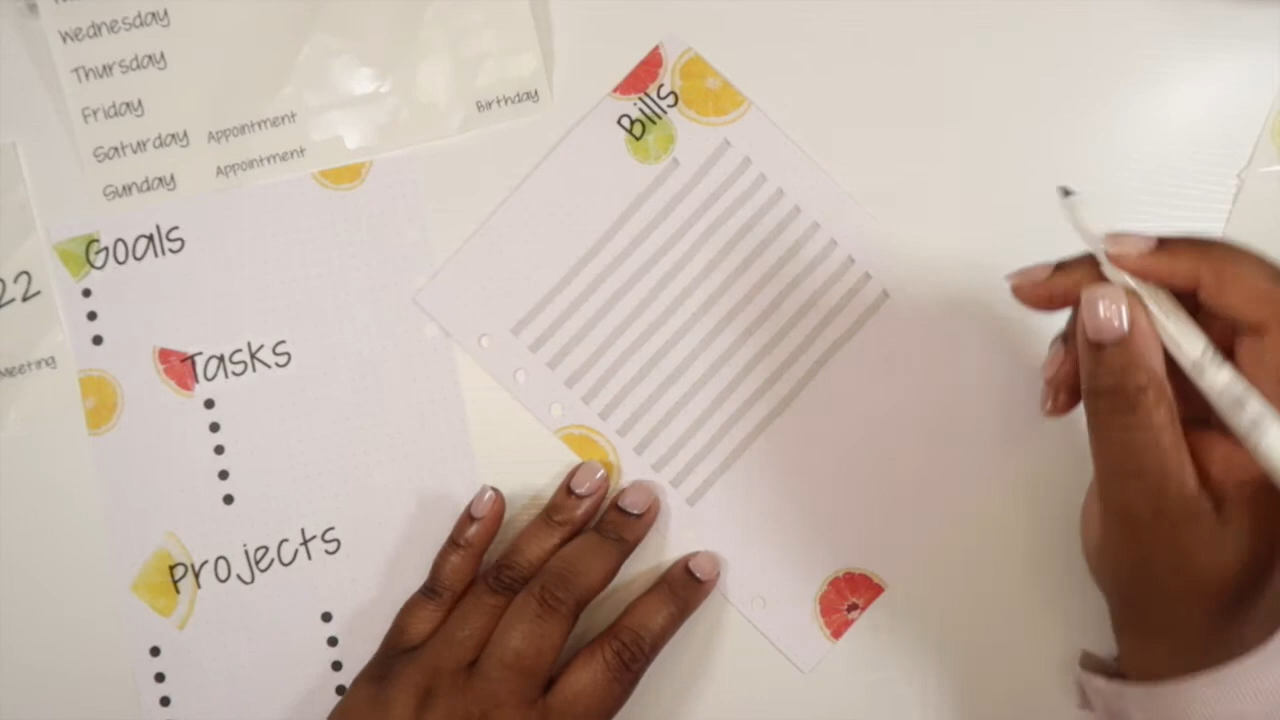 Wednesday
Thursday
Friday
Saturday Appointment Birthday
Sunday Appointment
22
Meeting
Goals
Tasks
Projects
Bills